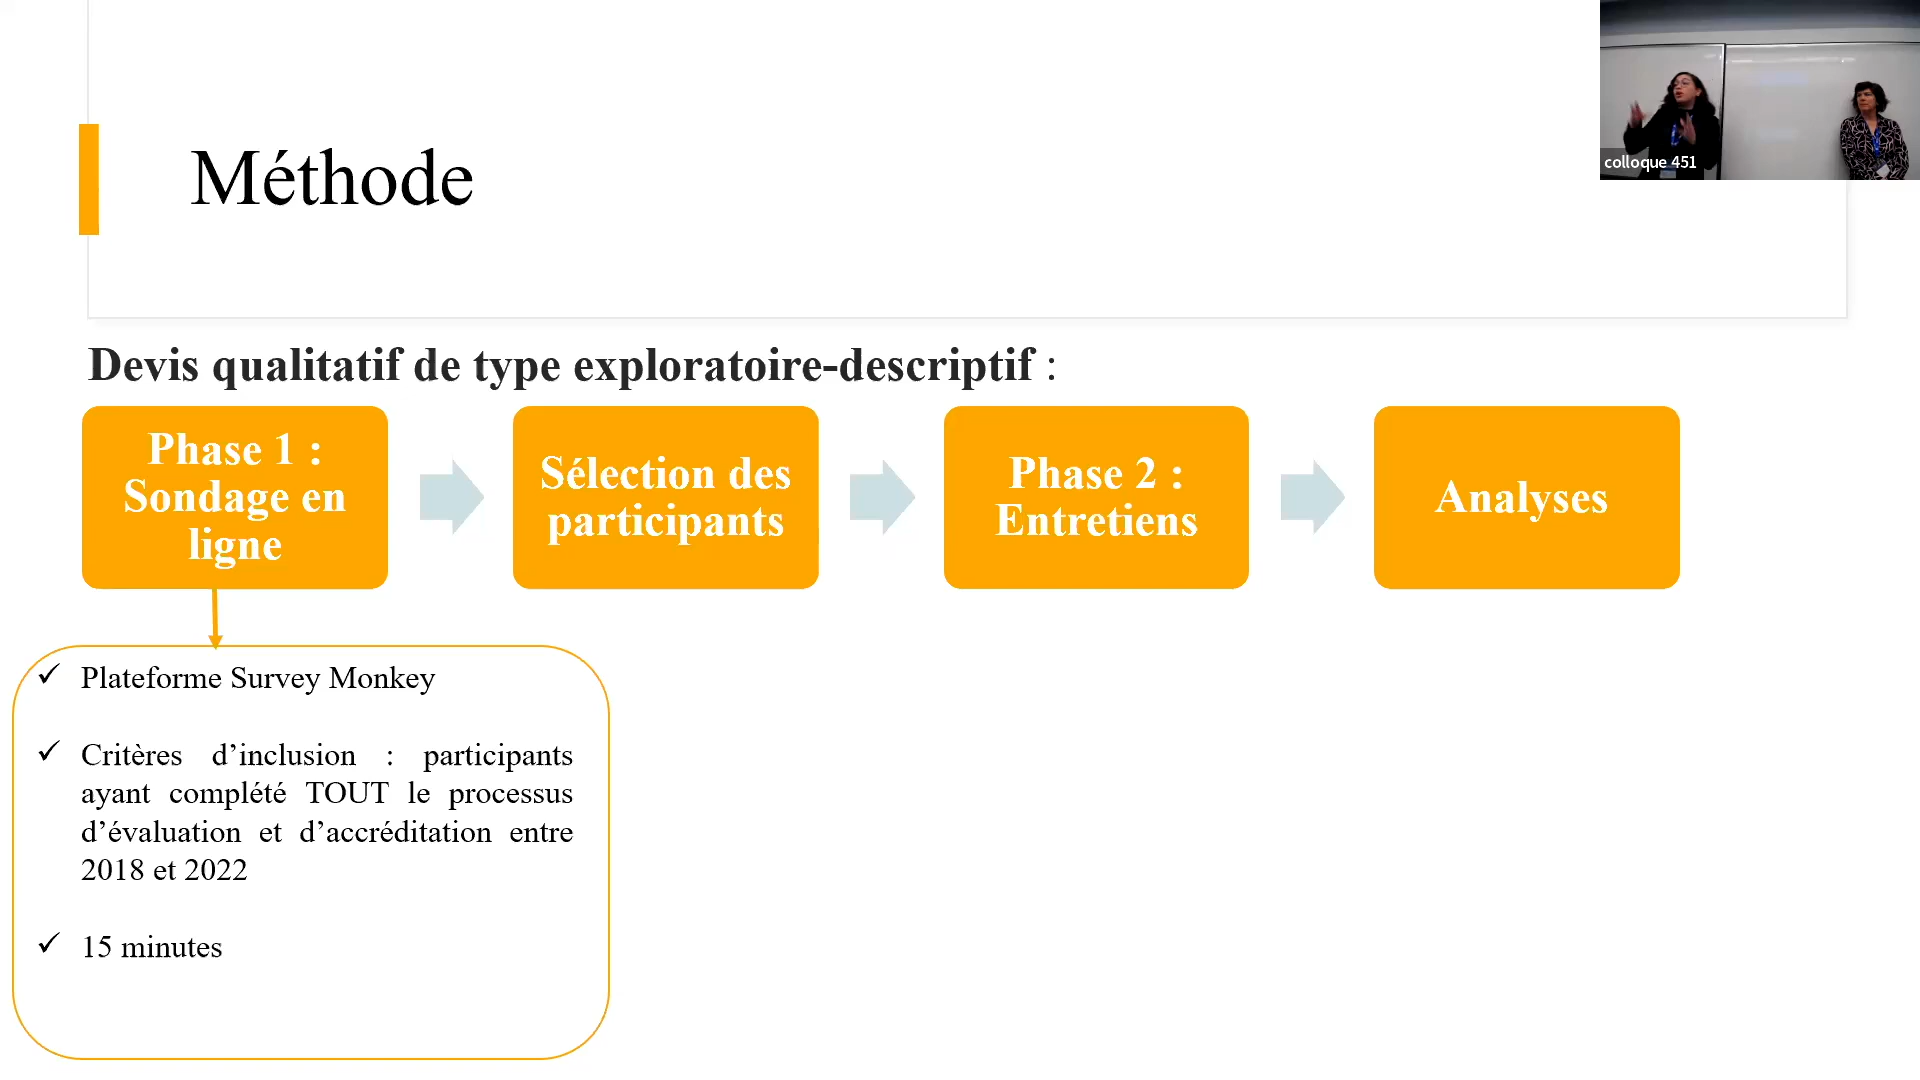 Méthode
colloque 451
Devis qualitatif de type exploratoire-descriptif :
Phase 1 :
Sondage en
ligne
Sélection des
participants
Phase 2 :
Entretiens
Analyses
✓ Plateforme Survey Monkey
✓ Critères d’inclusion : participants
ayant complété TOUT le processus
d’évaluation et d’accréditation entre
2018 et 2022
✓ 15 minutes